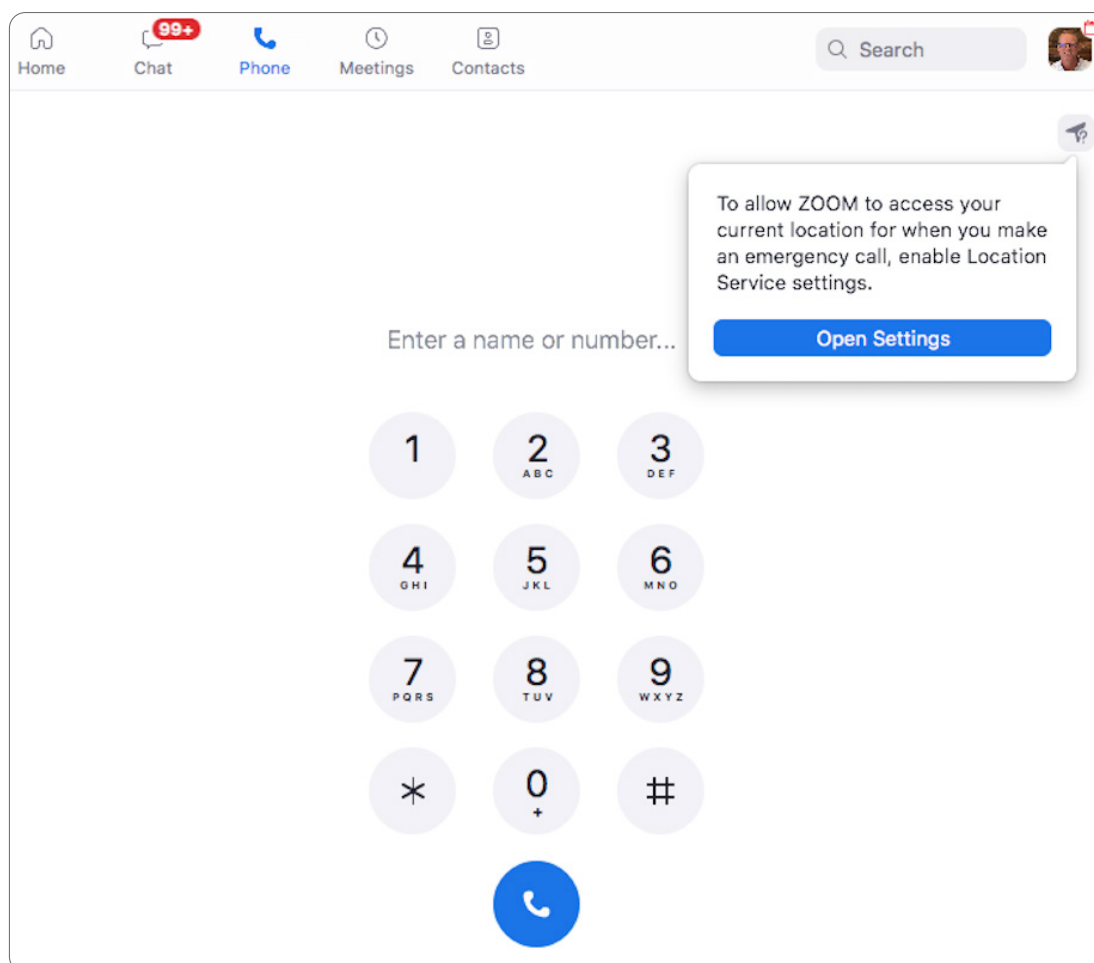 99+
Home
Chat
Phone
Meetings
Contacts
Search
?
To allow ZOOM to access your
current location for when you make
an emergency call, enable Location
Service settings.
Open Settings
Enter a name or number...
1 2 3
ABC DEF
4 5 6
GHI JKL MNO
7 8 9
PQRS TUV WXYZ
* 0 #
+